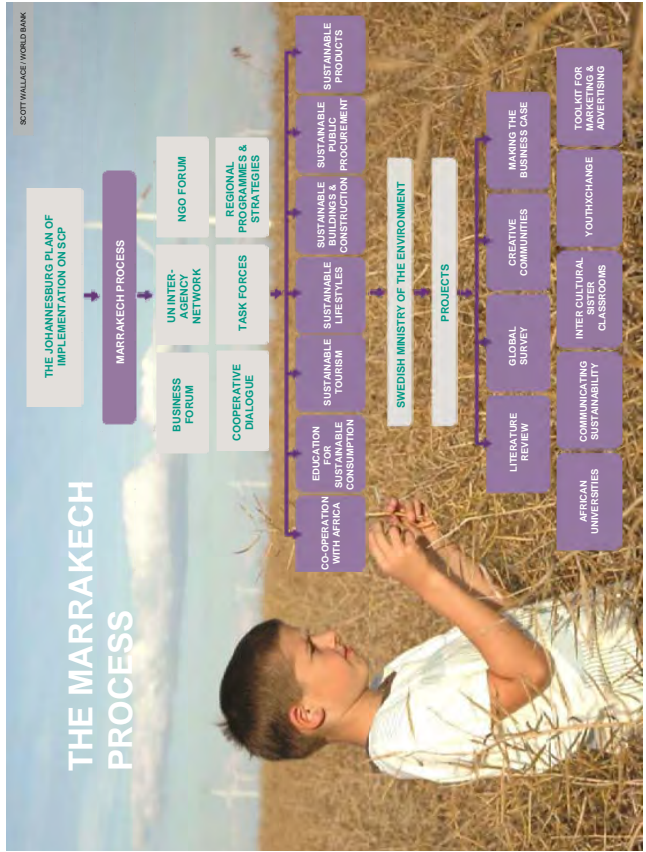 SCOTT WALLACE / WORLD BANK
THE MARRAKECH
PROCESS
THE JOHANNESBURG PLAN OF
IMPLEMENTATION ON SCP
MARRAKECH PROCESS
BUSINESS
FORUM
UN INTER-
AGENCY
NETWORK
NGO FORUM
COOPERATIVE
DIALOGUE
TASK FORCES
REGIONAL
PROGRAMMES &
STRATEGIES
CO-OPERATION
WITH AFRICA
EDUCATION
FOR
SUSTAINABLE
CONSUMPTION
SUSTAINABLE
TOURISM
SUSTAINABLE
LIFESTYLES
SUSTAINABLE
BUILDINGS &
CONSTRUCTION
SUSTAINABLE
PUBLIC
PROCUREMENT
SUSTAINABLE
PRODUCTS
SWEDISH MINISTRY OF THE ENVIRONMENT
PROJECTS
LITERATURE
REVIEW
GLOBAL
SURVEY
CREATIVE
COMMUNITIES
MAKING THE
BUSINESS CASE
AFRICAN
UNIVERSITIES
COMMUNICATING
SUSTAINABILITY
INTER CULTURAL
SISTER
CLASSROOMS
YOUTHXCHANGE
TOOLKIT FOR
MARKETING &
ADVERTISING